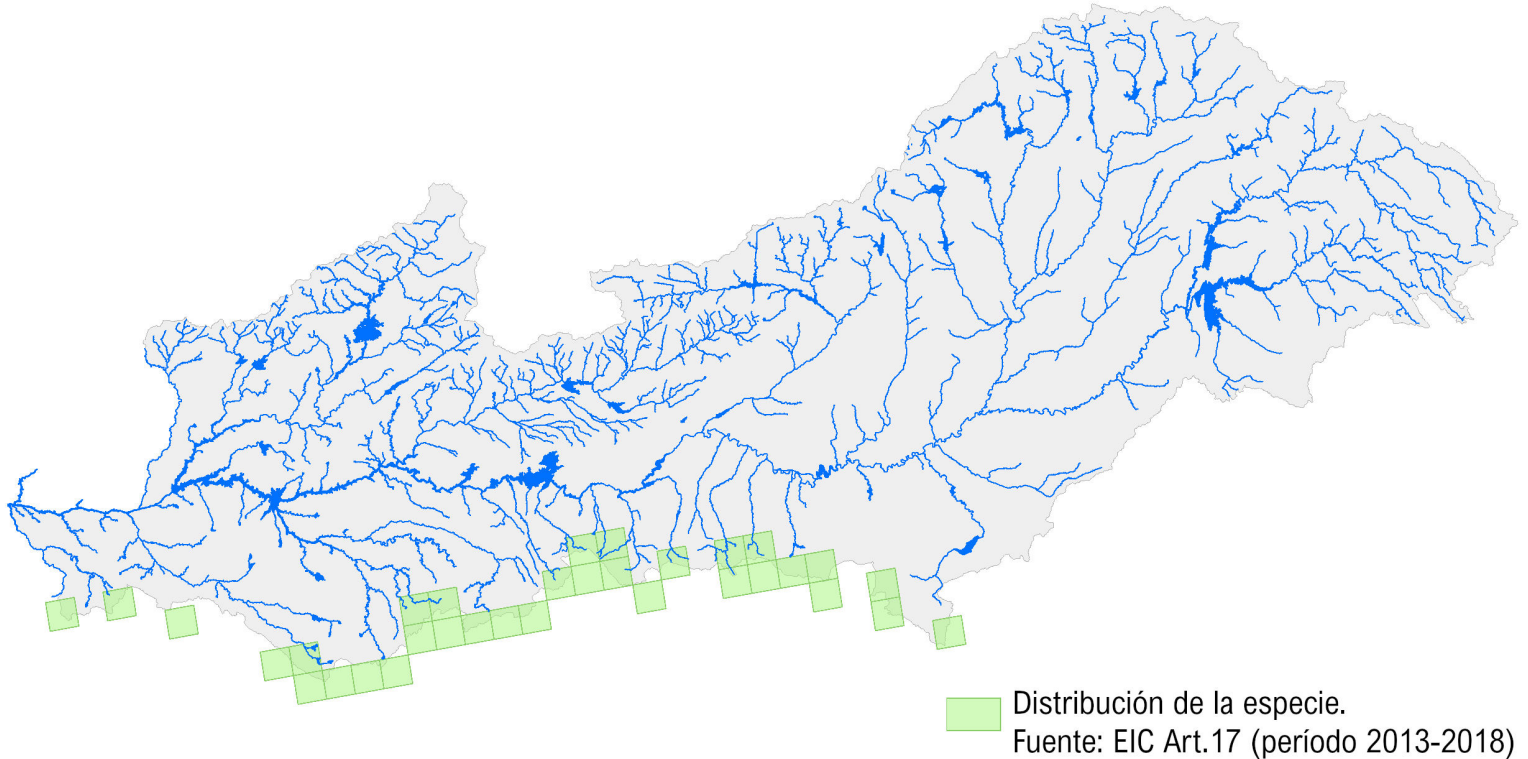 Distribución de la especie.
Fuente: EIC Art.17 (período 2013-2018)